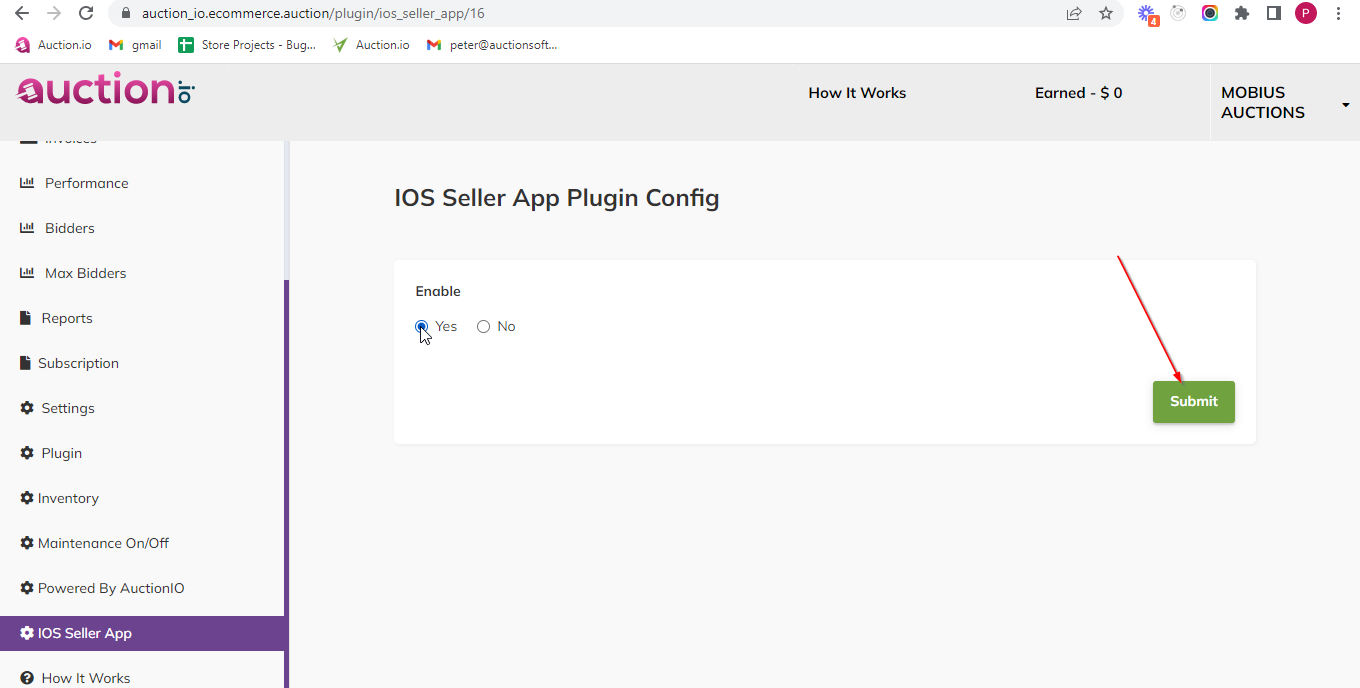 auction_io.ecommerce.auction/plugin/ios_seller_app/16
4
P
Auction.io
gmail
Store Projects - Bug...
Auction.io
peter@auctionsoft...
auction.io
How It Works
Earned - $ 0
MOBIUS
AUCTIONS
Invoices
Performance
Bidders
Max Bidders
Reports
Subscription
Settings
Plugin
Inventory
Maintenance On/Off
Powered By AuctionIO
IOS Seller App
How It Works
IOS Seller App Plugin Config
Enable
Yes
No
Submit